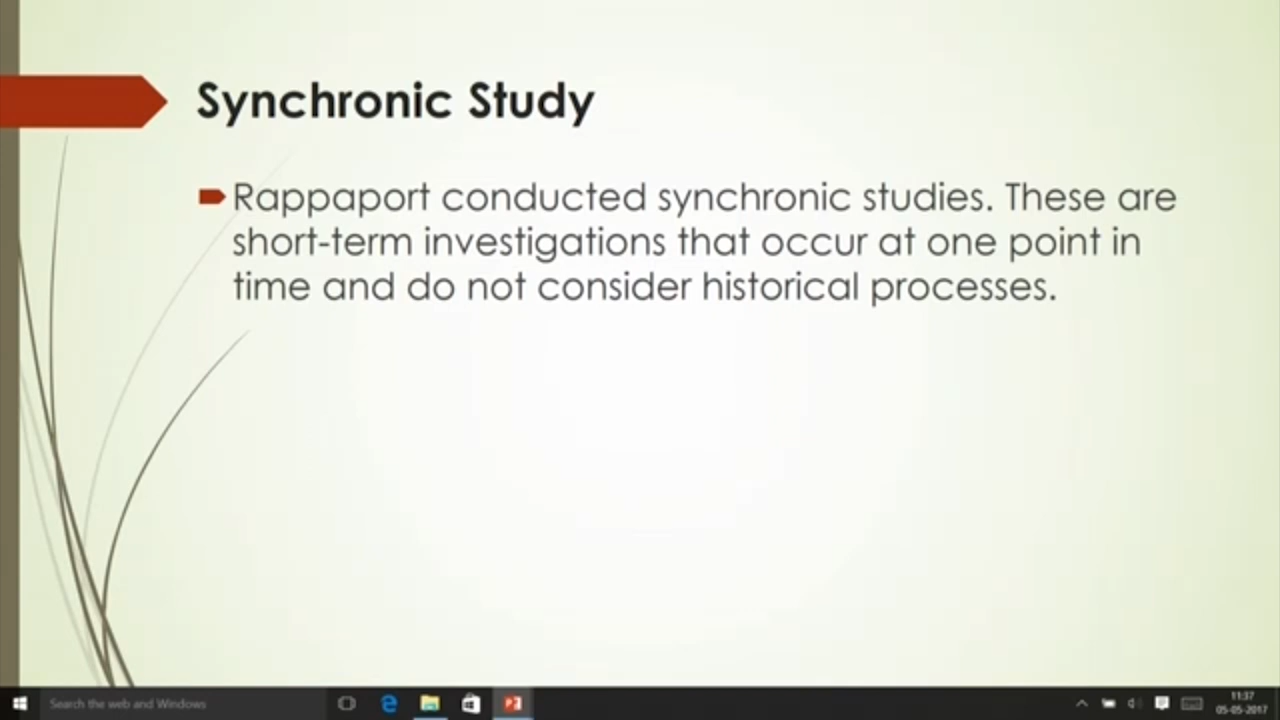 Synchronic Study
Rappaport conducted synchronic studies. These are
short-term investigations that occur at one point in
time and do not consider historical processes.
Search the web and Windows
11:37
05-05-2017